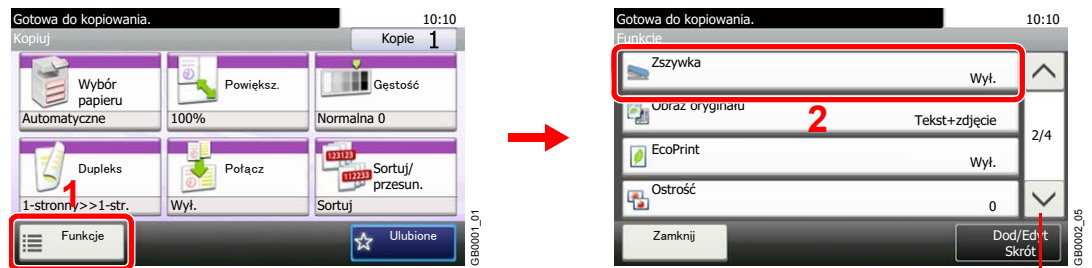 Gotowa do kopiowania.
10:10
Kopiuj
Kopie 1
Wybór
papieru
Automatyczne
Powiększ.
100%
Gęstość
Normalna 0
Dupleks
1
1-stronny>>1-str.
Połącz
Wył.
123123
112233
Sortuj/
przesun.
Sortuj
Funkcje
Ulubione
GB0001_01
Gotowa do kopiowania.
10:10
Funkcje
Zszywka
Wył.
Obraz oryginału
2
Tekst+zdjęcie
2/4
EcoPrint
Wył.
Ostrość
0
Zamknij
Dod/Edyt
Skrót
GB0002_05